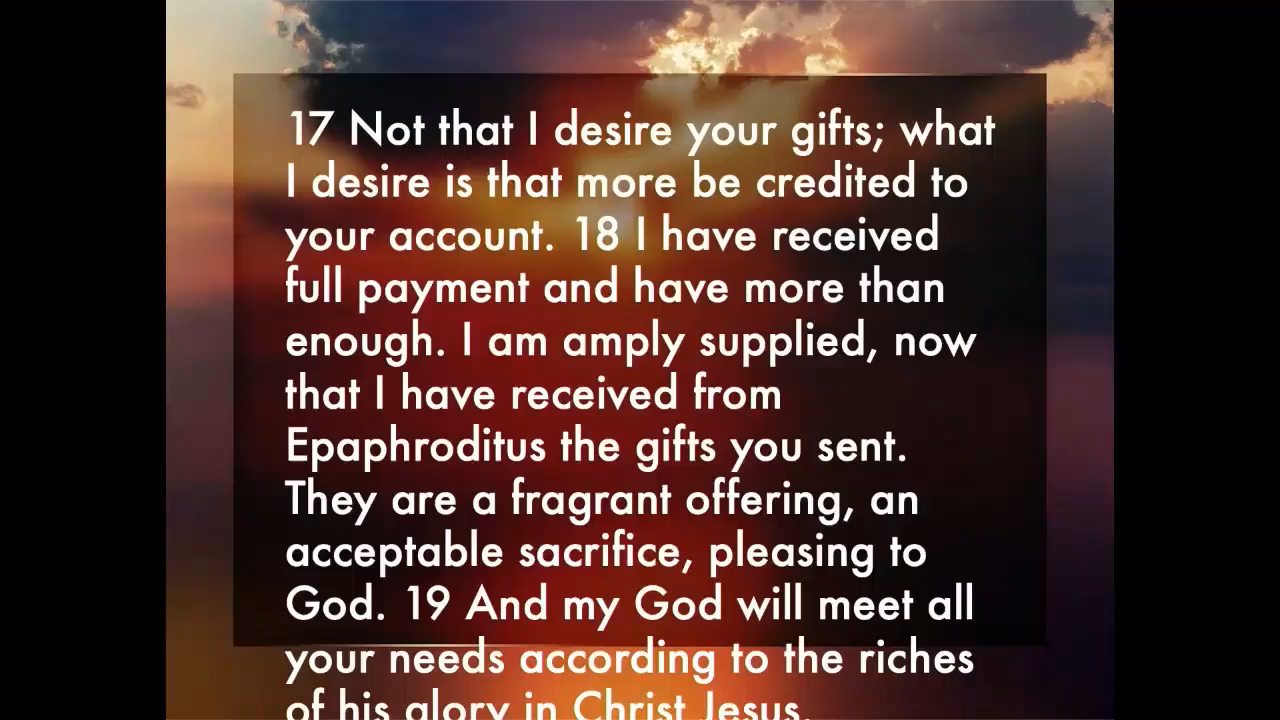 17 Not that I desire your gifts; what
I desire is that more be credited to
your account. 18 I have received
full payment and have more than
enough. I am amply supplied, now
that I have received from
Epaphroditus the gifts you sent.
They are a fragrant offering, an
acceptable sacrifice, pleasing to
God. 19 And my God will meet all
your needs according to the riches
of his glory in Christ Jesus.